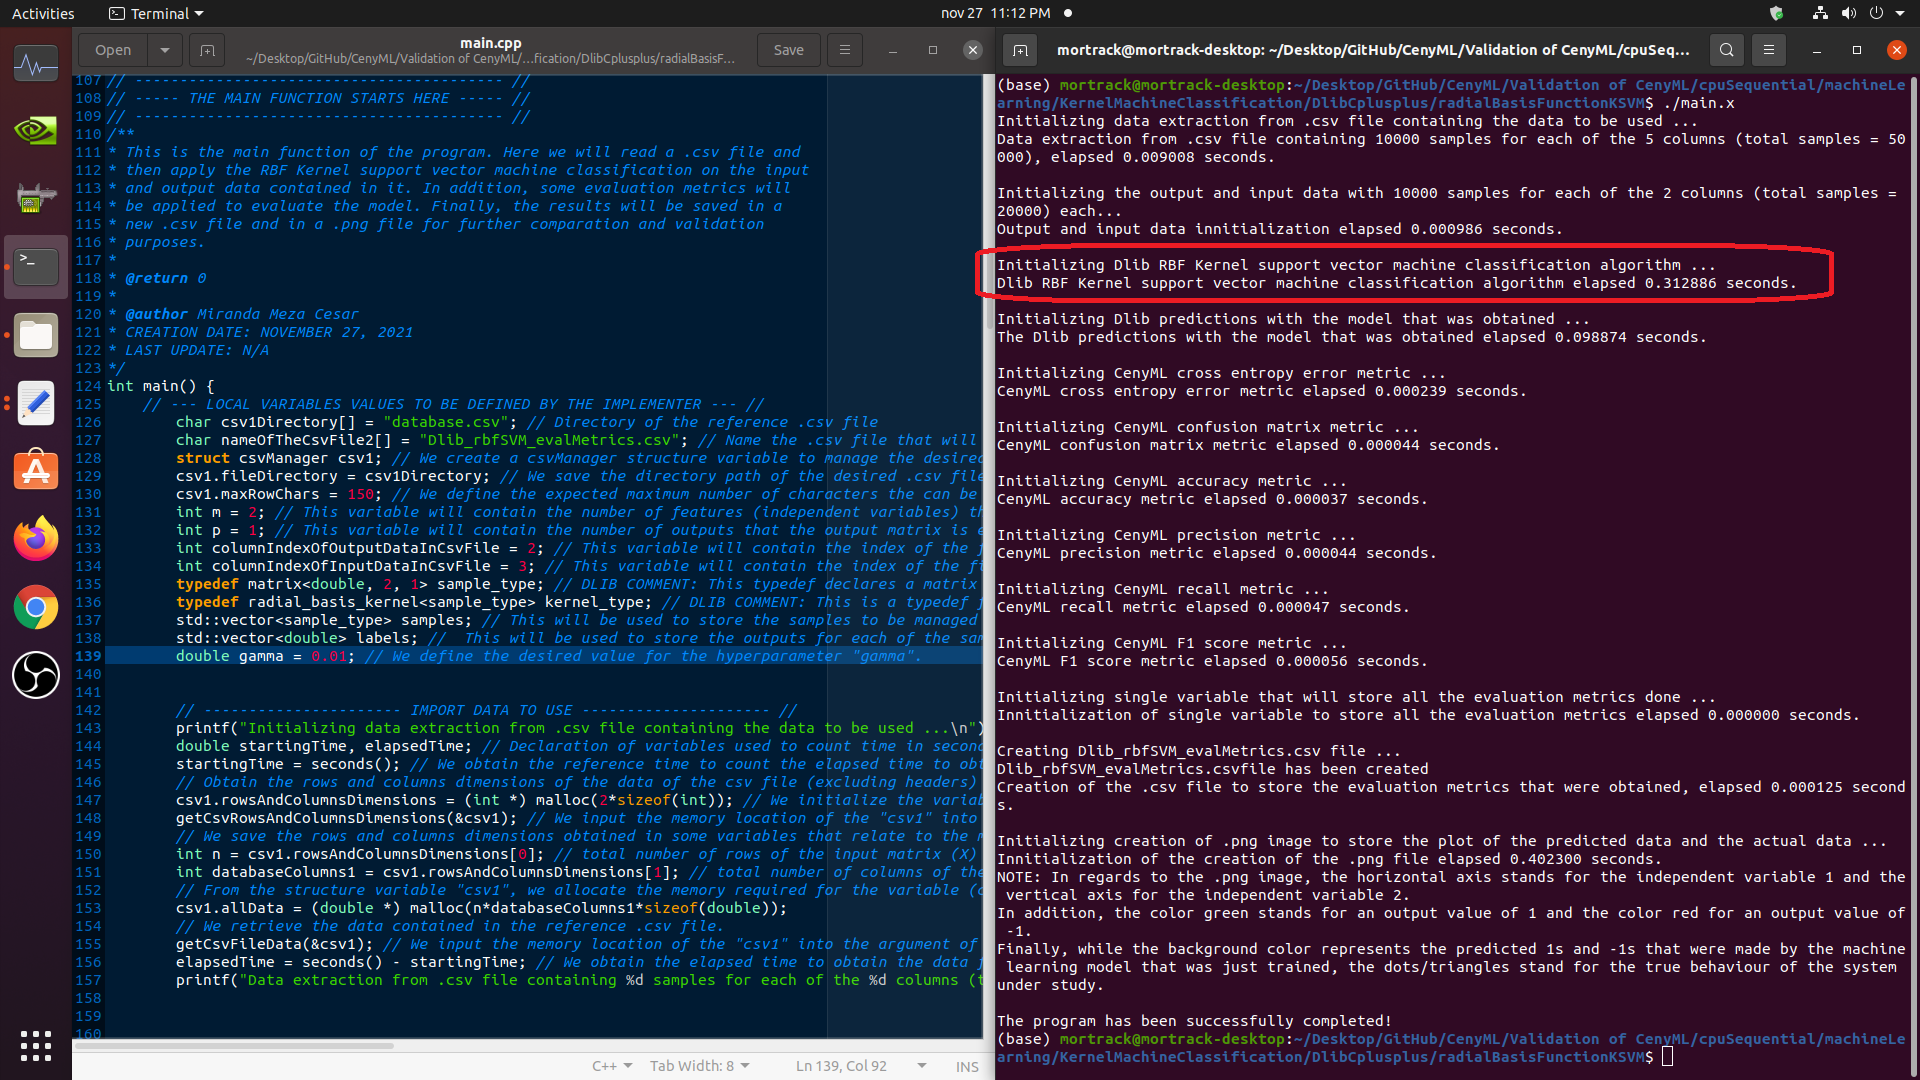 Activities
Terminal
nov 27 11:12 PM
Open
main.cpp
~/Desktop/GitHub/CenyML/Validation of CenyML/...fication/DlibCplusplus/radialBasisF...
Save
107 // ----------------------------------------- //
108 // ----- THE MAIN FUNCTION STARTS HERE ----- //
109 // ----------------------------------------- //
110 /**
111 * This is the main function of the program. Here we will read a .csv file and
112 * then apply the RBF Kernel support vector machine classification on the input
113 * and output data contained in it. In addition, some evaluation metrics will
114 * be applied to evaluate the model. Finally, the results will be saved in a
115 * new .csv file and in a .png file for further comparation and validation
116 * purposes.
117 *
118 * @return 0
119 *
120 * @author Miranda Meza Cesar
121 * CREATION DATE: NOVEMBER 27, 2021
122 * LAST UPDATE: N/A
123 */
124 int main() {
125 // --- LOCAL VARIABLES VALUES TO BE DEFINED BY THE IMPLEMENTER --- //
126 char csv1Directory[] = "database.csv"; // Directory of the reference .csv file
127 char nameOfTheCsvFile2[] = "Dlib_rbfSVM_evalMetrics.csv"; // Name the .csv file that will
128 struct csvManager csv1; // We create a csvManager structure variable to manage the desired
129 csv1.fileDirectory = csv1Directory; // We save the directory path of the desired .csv file
130 csv1.maxRowChars = 150; // We define the expected maximum number of characters the can be
131 int m = 2; // This variable will contain the number of features (independent variables) th
132 int p = 1; // This variable will contain the number of outputs that the output matrix is e
133 int columnIndexOfOutputDataInCsvFile = 2; // This variable will contain the index of the f
134 int columnIndexOfInputDataInCsvFile = 3; // This variable will contain the index of the fi
135 typedef matrix<double, 2, 1> sample_type; // DLIB COMMENT: This typedef declares a matrix
136 typedef radial_basis_kernel<sample_type> kernel_type; // DLIB COMMENT: This is a typedef f
137 std::vector<sample_type> samples; // This will be used to store the samples to be managed
138 std::vector<double> labels; //  This will be used to store the outputs for each of the sam
139 double gamma = 0.01; // We define the desired value for the hyperparameter "gamma".
140
141
142 // ---------------------- IMPORT DATA TO USE --------------------- //
143 printf("Initializing data extraction from .csv file containing the data to be used ...\n")
144 double startingTime, elapsedTime; // Declaration of variables used to count time in second
145 startingTime = seconds(); // We obtain the reference time to count the elapsed time to obt
146 // Obtain the rows and columns dimensions of the data of the csv file (excluding headers)
147 csv1.rowsAndColumnsDimensions = (int *) malloc(2*sizeof(int)); // We initialize the variab
148 getCsvRowsAndColumnsDimensions(&csv1); // We input the memory location of the "csv1" into
149 // We save the rows and columns dimensions obtained in some variables that relate to the m
150 int n = csv1.rowsAndColumnsDimensions[0]; // total number of rows of the input matrix (X)
151 int databaseColumns1 = csv1.rowsAndColumnsDimensions[1]; // total number of columns of the
152 // From the structure variable "csv1", we allocate the memory required for the variable (c
153 csv1.allData = (double *) malloc(n*databaseColumns1*sizeof(double));
154 // We retrieve the data contained in the reference .csv file.
155 getCsvFileData(&csv1); // We input the memory location of the "csv1" into the argument of
156 elapsedTime = seconds() - startingTime; // We obtain the elapsed time to obtain the data f
157 printf("Data extraction from .csv file containing %d samples for each of the %d columns (t
158
159
160
C++
Tab Width: 8
Ln 139, Col 92
INS
mortrack@mortrack-desktop: ~/Desktop/GitHub/CenyML/Validation of CenyML/cpuSeq...
(base) mortrack@mortrack-desktop:~/Desktop/GitHub/CenyML/Validation of CenyML/cpuSequential/machineLe
arning/KernelMachineClassification/DlibCplusplus/radialBasisFunctionKSVM$ ./main.x
Initializing data extraction from .csv file containing the data to be used ...
Data extraction from .csv file containing 10000 samples for each of the 5 columns (total samples = 50
000), elapsed 0.009008 seconds.
Initializing the output and input data with 10000 samples for each of the 2 columns (total samples =
20000) each...
Output and input data innitialization elapsed 0.000986 seconds.
Initializing Dlib RBF Kernel support vector machine classification algorithm ...
Dlib RBF Kernel support vector machine classification algorithm elapsed 0.312886 seconds.
Initializing Dlib predictions with the model that was obtained ...
The Dlib predictions with the model that was obtained elapsed 0.098874 seconds.
Initializing CenyML cross entropy error metric ...
CenyML cross entropy error metric elapsed 0.000239 seconds.
Initializing CenyML confusion matrix metric ...
CenyML confusion matrix metric elapsed 0.000044 seconds.
Initializing CenyML accuracy metric ...
CenyML accuracy metric elapsed 0.000037 seconds.
Initializing CenyML precision metric ...
CenyML precision metric elapsed 0.000044 seconds.
Initializing CenyML recall metric ...
CenyML recall metric elapsed 0.000047 seconds.
Initializing CenyML F1 score metric ...
CenyML F1 score metric elapsed 0.000056 seconds.
Initializing single variable that will store all the evaluation metrics done ...
Innitialization of single variable to store all the evaluation metrics elapsed 0.000000 seconds.
Creating Dlib_rbfSVM_evalMetrics.csv file ...
Dlib_rbfSVM_evalMetrics.csvfile has been created
Creation of the .csv file to store the evaluation metrics that were obtained, elapsed 0.000125 second
s.
Initializing creation of .png image to store the plot of the predicted data and the actual data ...
Innitialization of the creation of the .png file elapsed 0.402300 seconds.
NOTE: In regards to the .png image, the horizontal axis stands for the independent variable 1 and the
vertical axis for the independent variable 2.
In addition, the color green stands for an output value of 1 and the color red for an output value of
-1.
Finally, while the background color represents the predicted 1s and -1s that were made by the machine
learning model that was just trained, the dots/triangles stand for the true behaviour of the system
under study.
The program has been successfully completed!
(base) mortrack@mortrack-desktop:~/Desktop/GitHub/CenyML/Validation of CenyML/cpuSequential/machineLe
arning/KernelMachineClassification/DlibCplusplus/radialBasisFunctionKSVM$